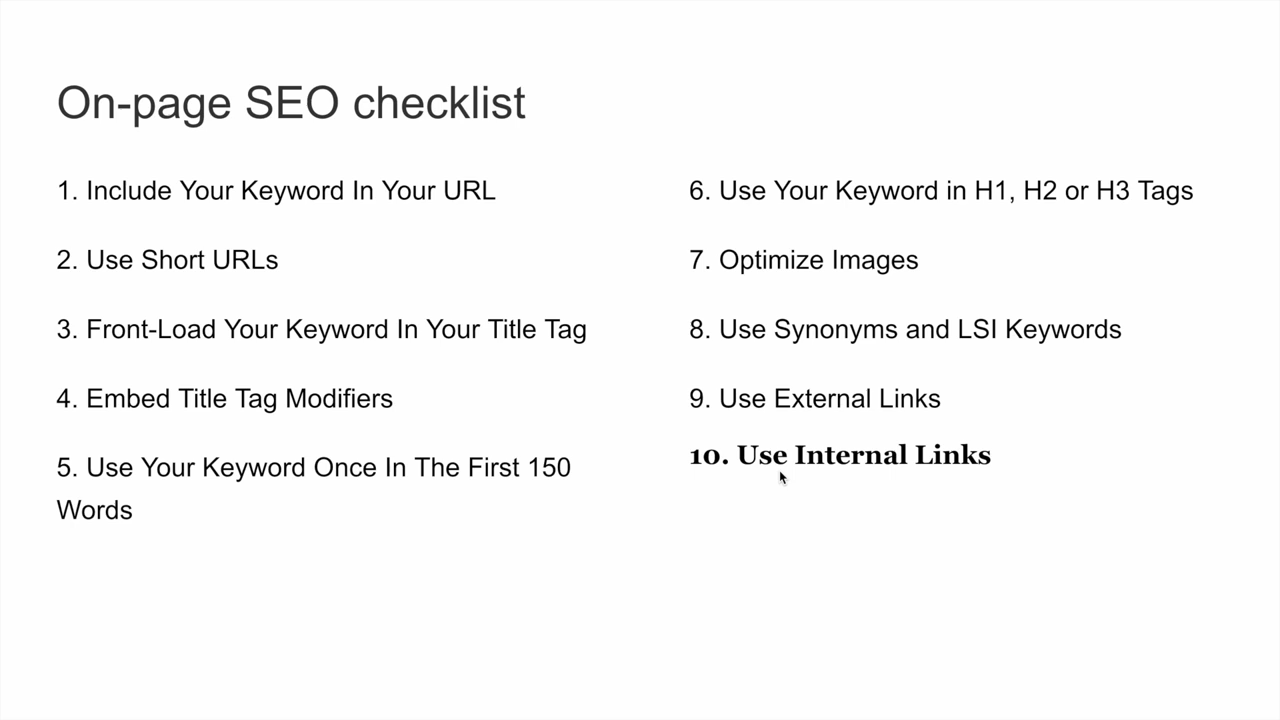 On-page SEO checklist
1. Include Your Keyword In Your URL
2. Use Short URLs
3. Front-Load Your Keyword In Your Title Tag
4. Embed Title Tag Modifiers
5. Use Your Keyword Once In The First 150
Words
6. Use Your Keyword in H1, H2 or H3 Tags
7. Optimize Images
8. Use Synonyms and LSI Keywords
9. Use External Links
10. Use Internal Links